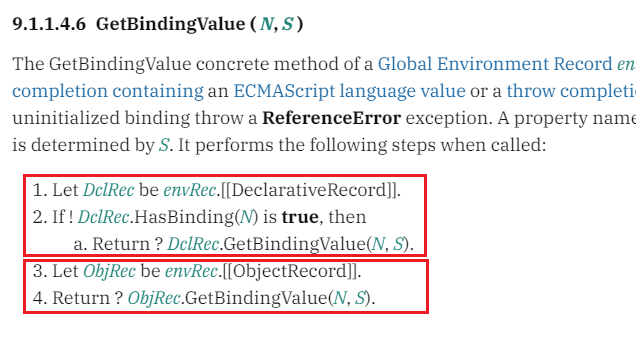 9.1.1.4.6 GetBindingValue ( N, S )
The GetBindingValue concrete method of a Global Environment Record en
completion containing an ECMAScript language value or a throw completi
uninitialized binding throw a ReferenceError exception. A property name
is determined by S. It performs the following steps when called:
1. Let DclRec be envRec.[[DeclarativeRecord]].
2. If ! DclRec.HasBinding(N) is true, then
a. Return ? DclRec.GetBindingValue(N, S).
3. Let ObjRec be envRec.[[ObjectRecord]].
4. Return ? ObjRec.GetBindingValue(N, S).